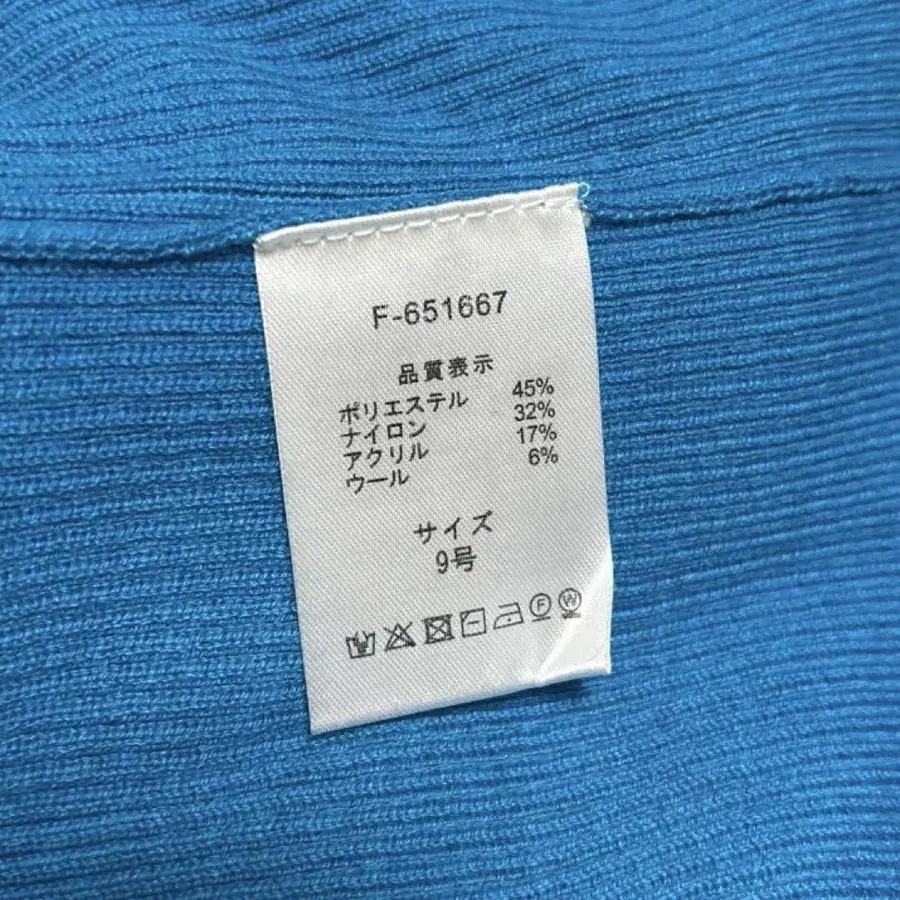 F-651667
品質表示
ポリエステル 45%
ナイロン 32%
アクリル 17%
ウール 6%
サイズ
9号
F W